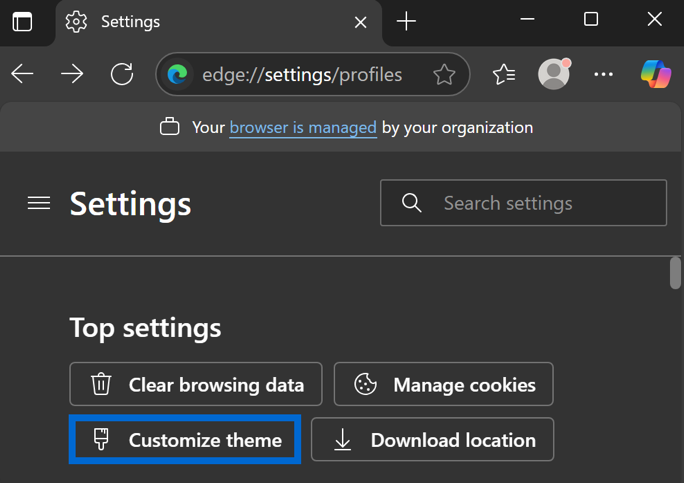 Settings
edge://settings/profiles
Your browser is managed by your organization
Settings
Search settings
Top settings
Clear browsing data
Manage cookies
Customize theme
Download location